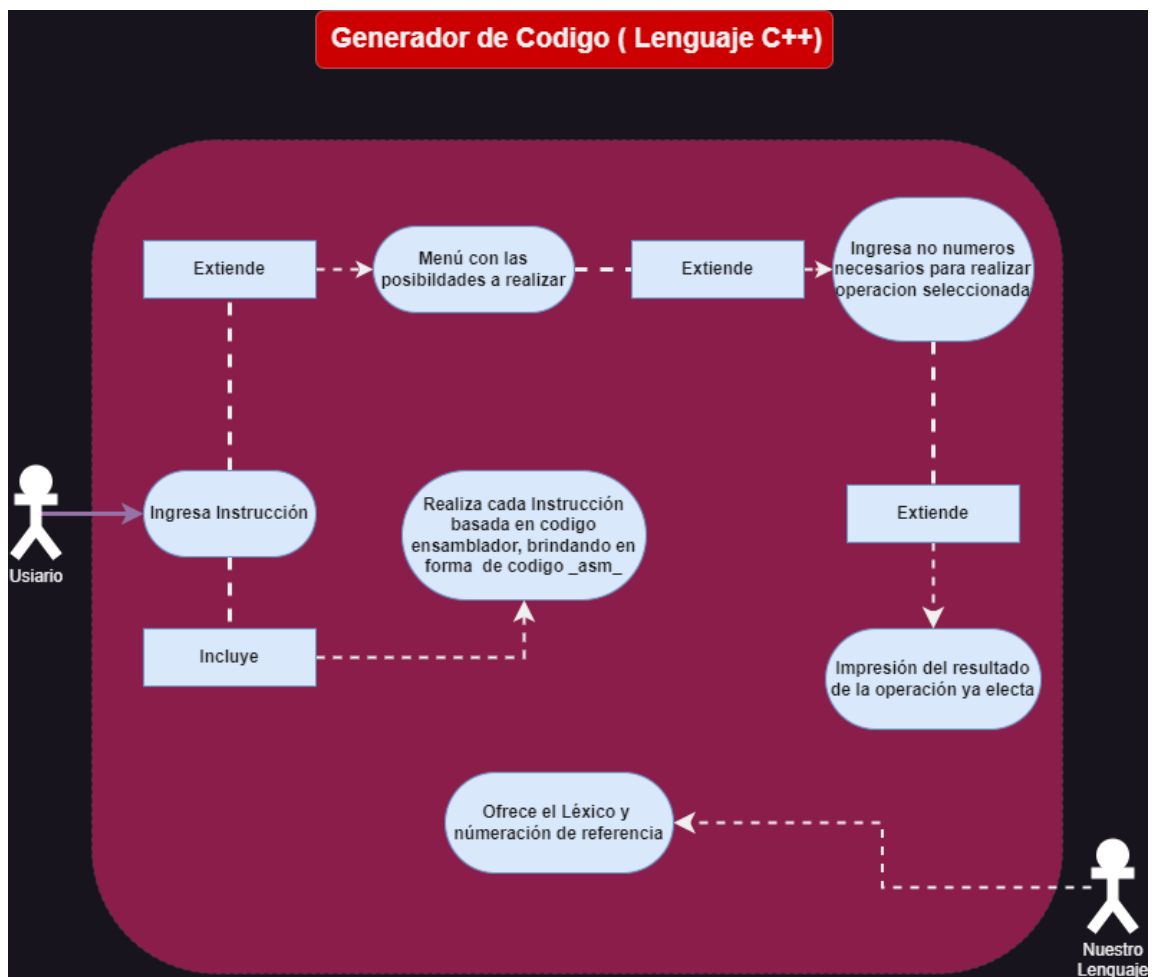 Generador de Codigo ( Lenguaje C++)
Extiende
Menú con las
posibildades a realizar
Extiende
Ingresa no numeros
necesarios para realizar
operacion seleccionada
Ingresa Instrucción
Realiza cada Instrucción
basada en codigo
ensamblador, brindando en
forma de codigo _asm_
Extiende
Usiario
Incluye
Impresión del resultado
de la operación ya electa
Ofrece el Léxico y
númeración de referencia
Nuestro
Lenguaje